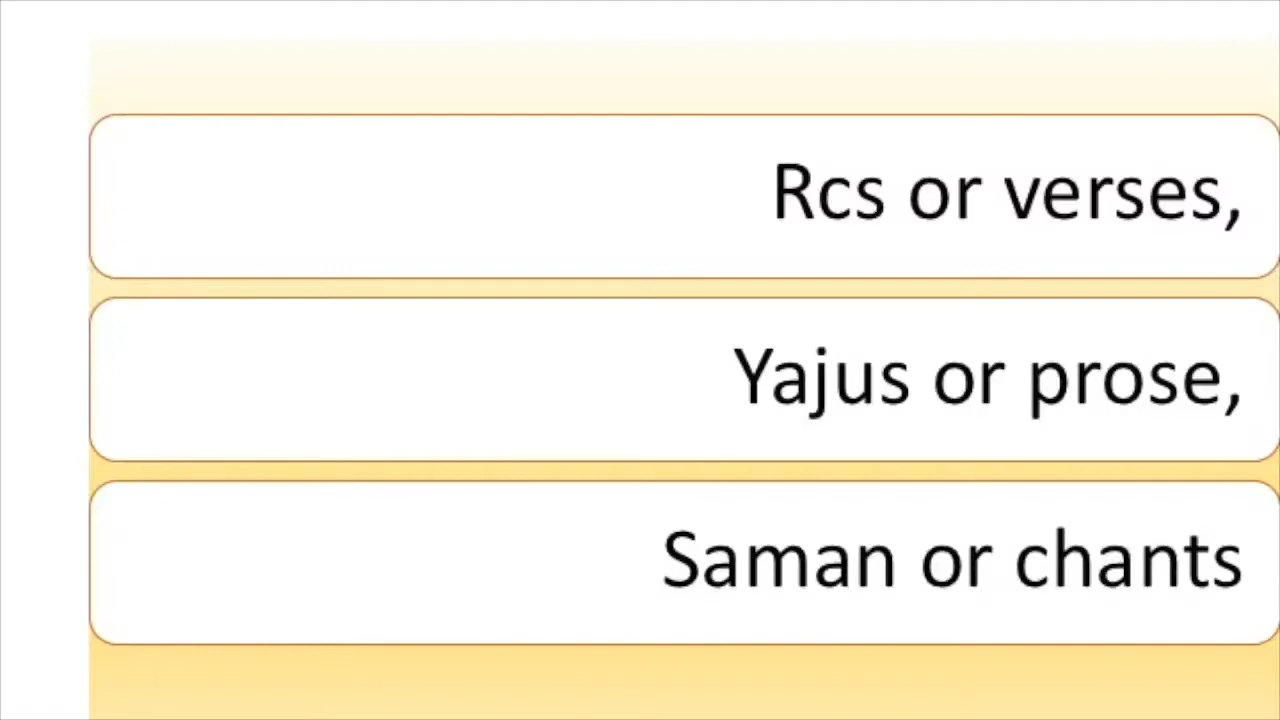 Rcs or verses,
Yajus or prose,
Saman or chants